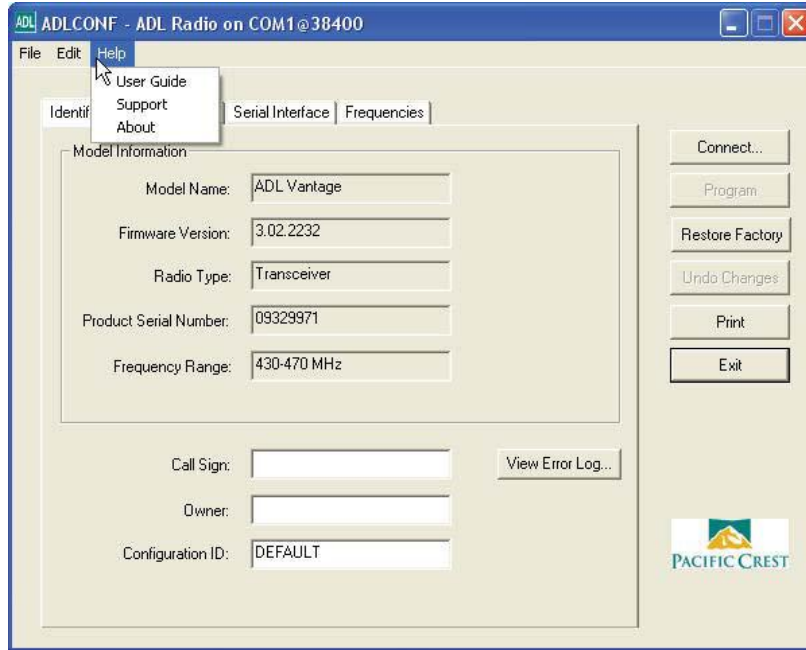 ADL ADLCONF - ADL Radio on COM1@38400
File Edit Help
User Guide
Support
About
Serial Interface Frequencies
Model Information
Model Name: ADL Vantage
Firmware Version: 3.02.2232
Radio Type: Transceiver
Product Serial Number: 09329971
Frequency Range: 430-470 MHz
Call Sign:
View Error Log...
Owner:
Configuration ID: DEFAULT
Connect...
Program
Restore Factory
Undo Changes
Print
Exit
PACIFIC CREST